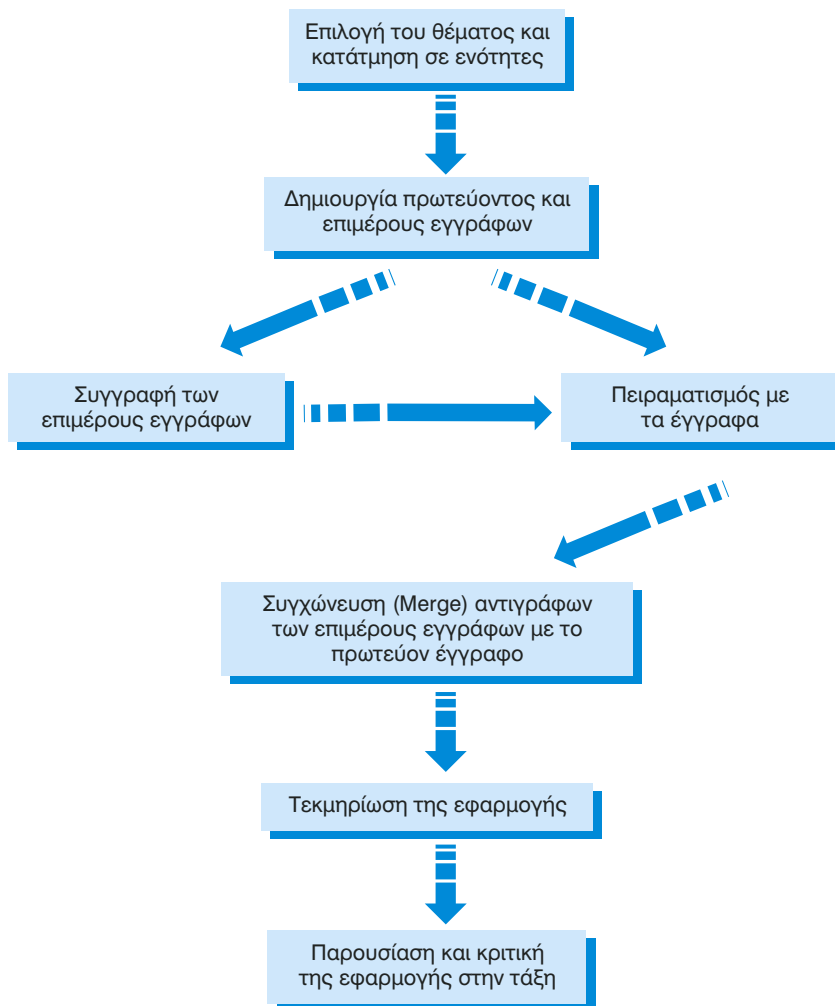 Επιλογή του θέματος και
κατάτμηση σε ενότητες
Δημιουργία πρωτεύοντος και
επιμέρους εγγράφων
Συγγραφή των
επιμέρους εγγράφων
Πειραματισμός με
τα έγγραφα
Συγχώνευση (Merge) αντιγράφων
των επιμέρους εγγράφων με το
πρωτεύον έγγραφο
Τεκμηρίωση της εφαρμογής
Παρουσίαση και κριτική
της εφαρμογής στην τάξη